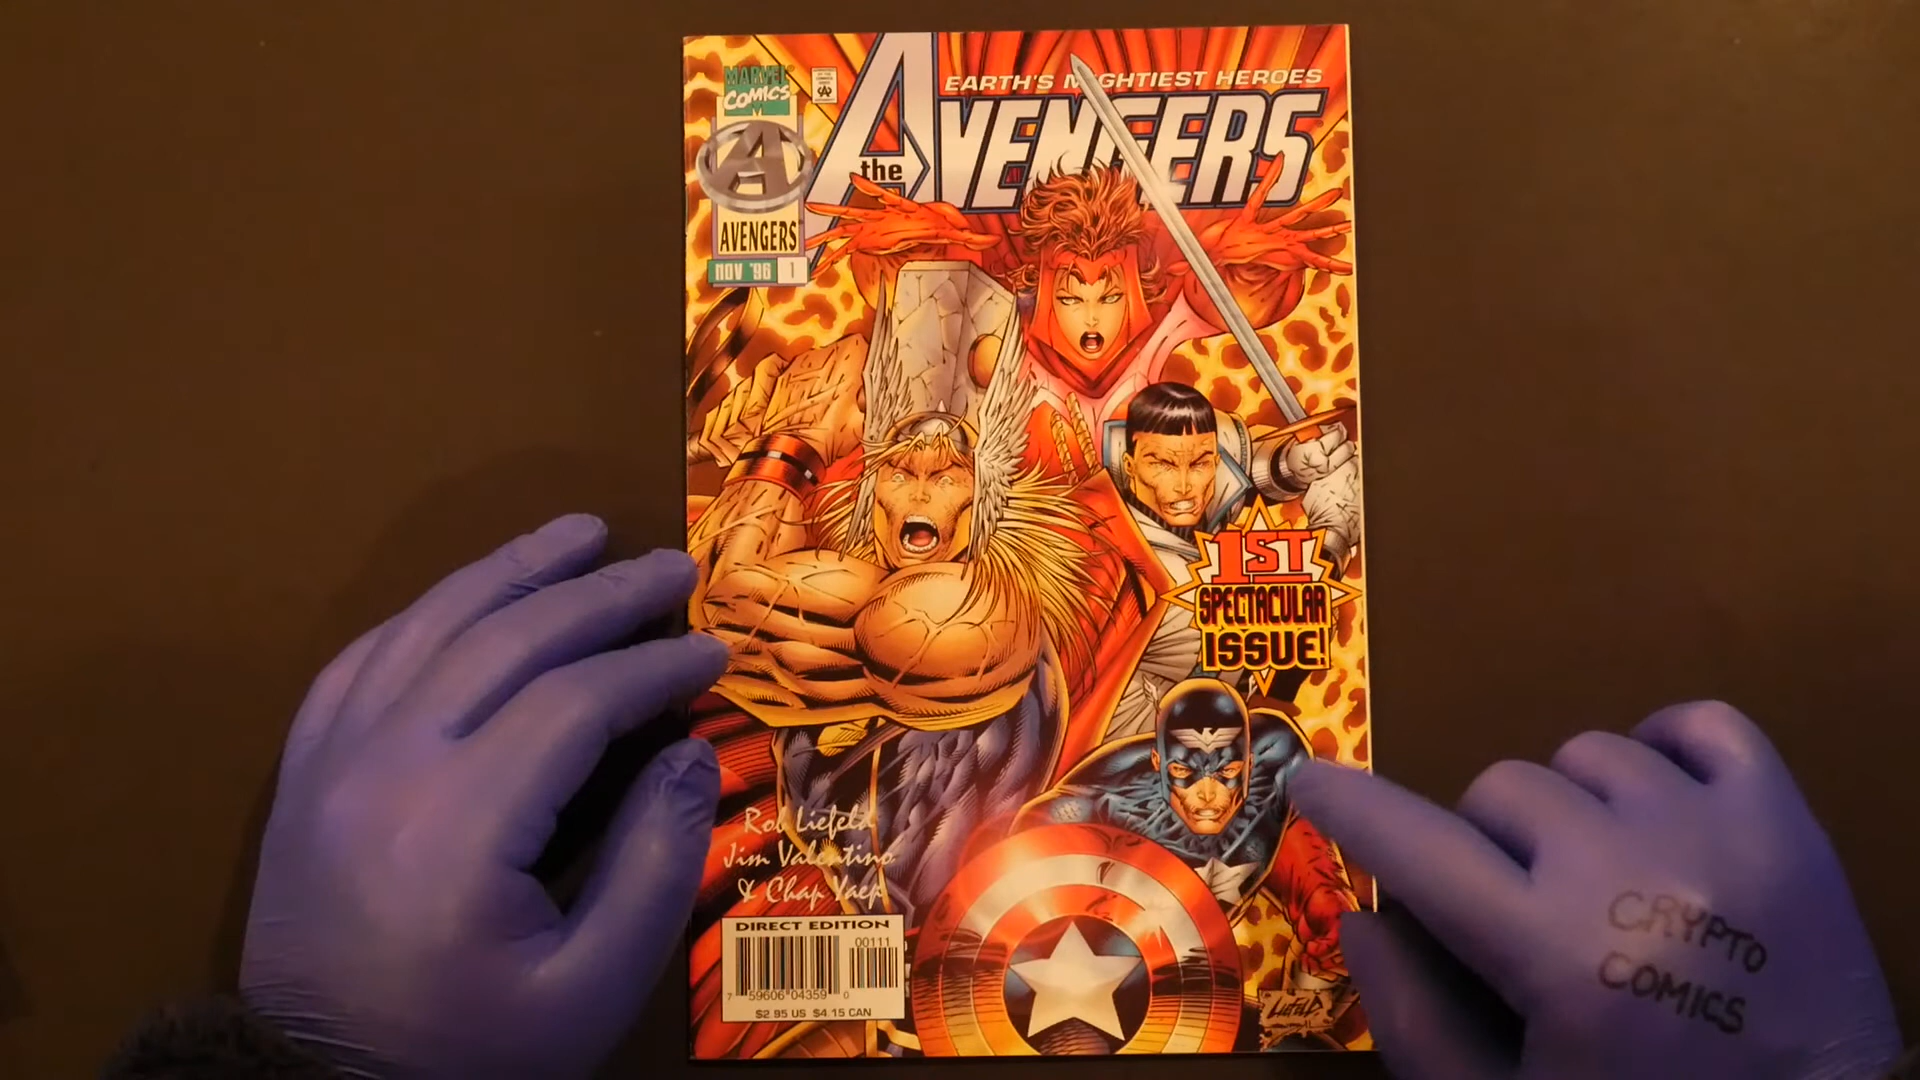 MARVEL
COMICS
AVENGERS
NOV '96 1
EARTH'S MIGHTIEST HEROES
the AVENGERS
1ST
SPECTACULAR
ISSUE!
Rob Liefeld
Jim Valentino
& Chap Yaep
DIRECT EDITION
00111
7 59606 04359 0
$2.95 US $4.15 CAN
LIEFELD
CRYPTO
COMICS